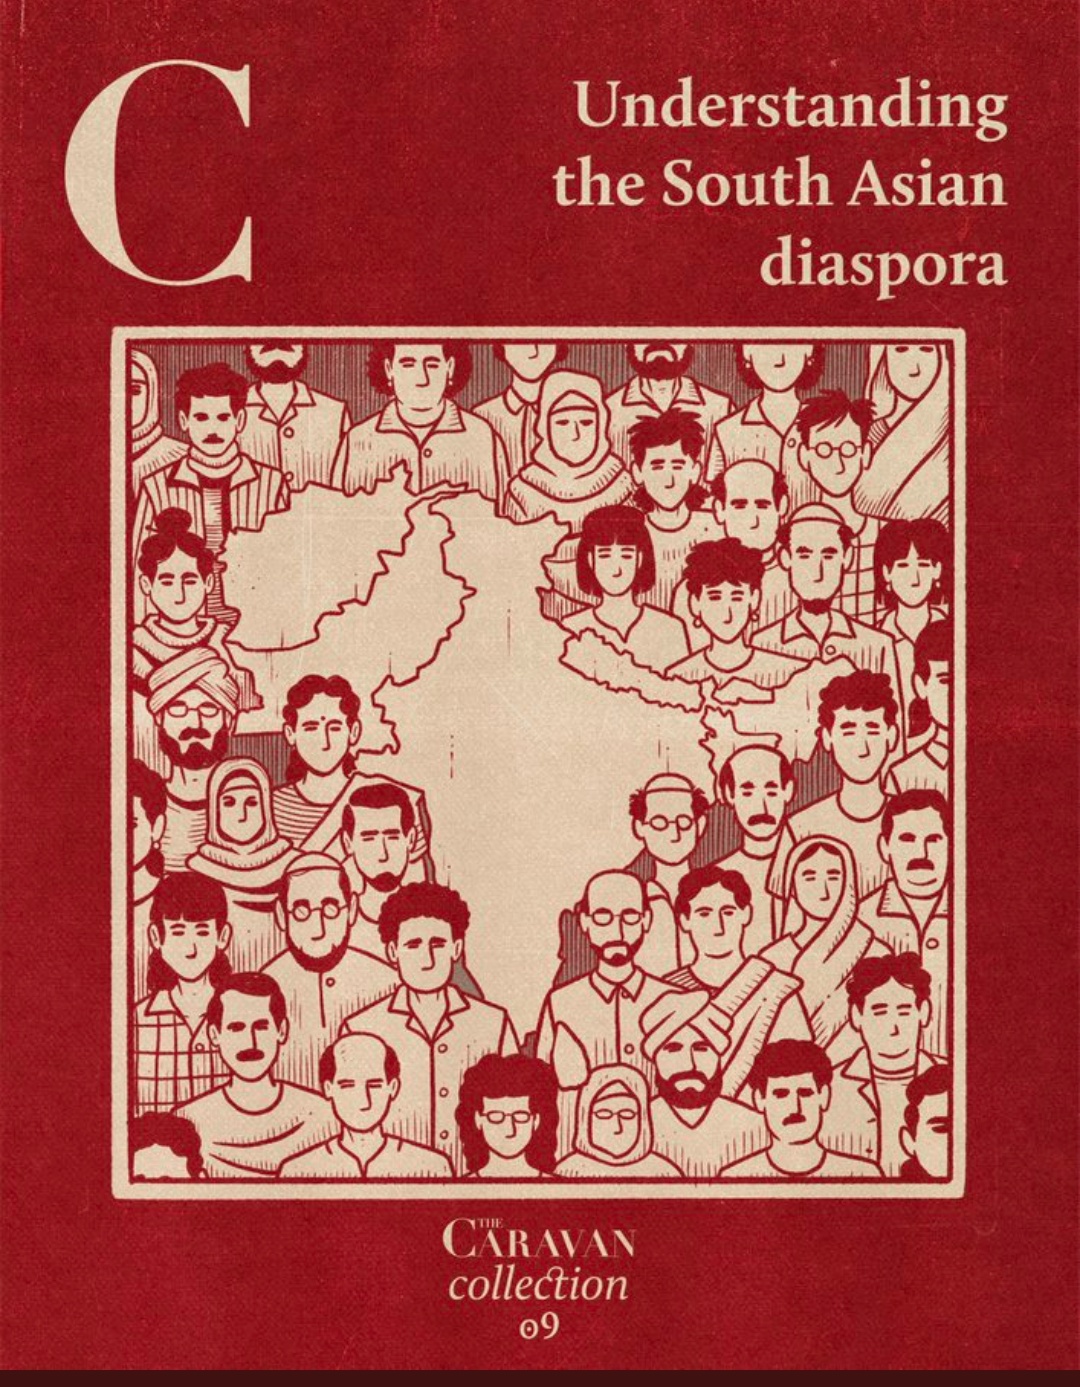 C
Understanding
the South Asian
diaspora
THE
CARAVAN
collection
09